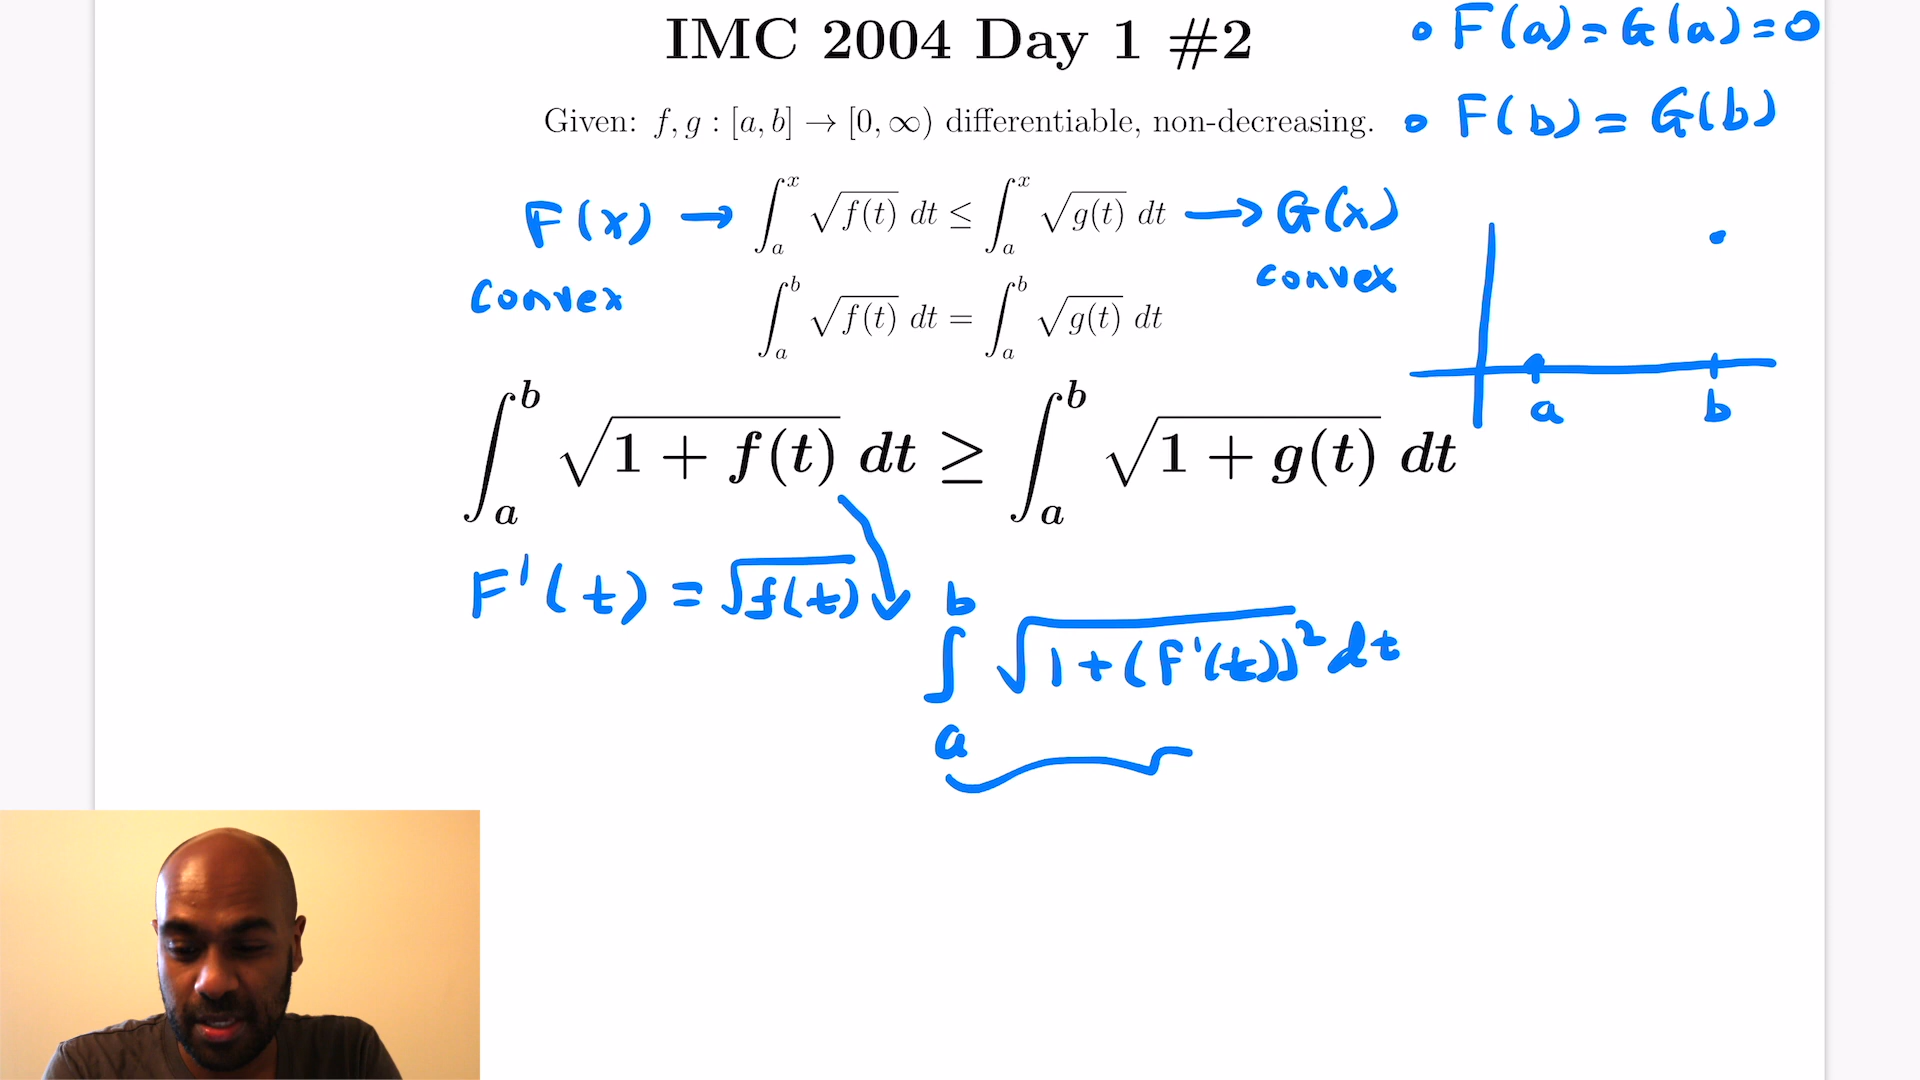 IMC 2004 Day 1 #2
• F(a)=G(a)=0
Given: f, g : [a, b] → [0, ∞) differentiable, non-decreasing.
• F(b) = G(b)
F(x) → ∫_a^x √f(t) dt ≤ ∫_a^x √g(t) dt → G(x)
convex
convex
∫_a^b √f(t) dt = ∫_a^b √g(t) dt
a b
∫_a^b √(1 + f(t)) dt ≥ ∫_a^b √(1 + g(t)) dt
F'(t) = √f(t)
∫_a^b √(1+(F'(t))² dt